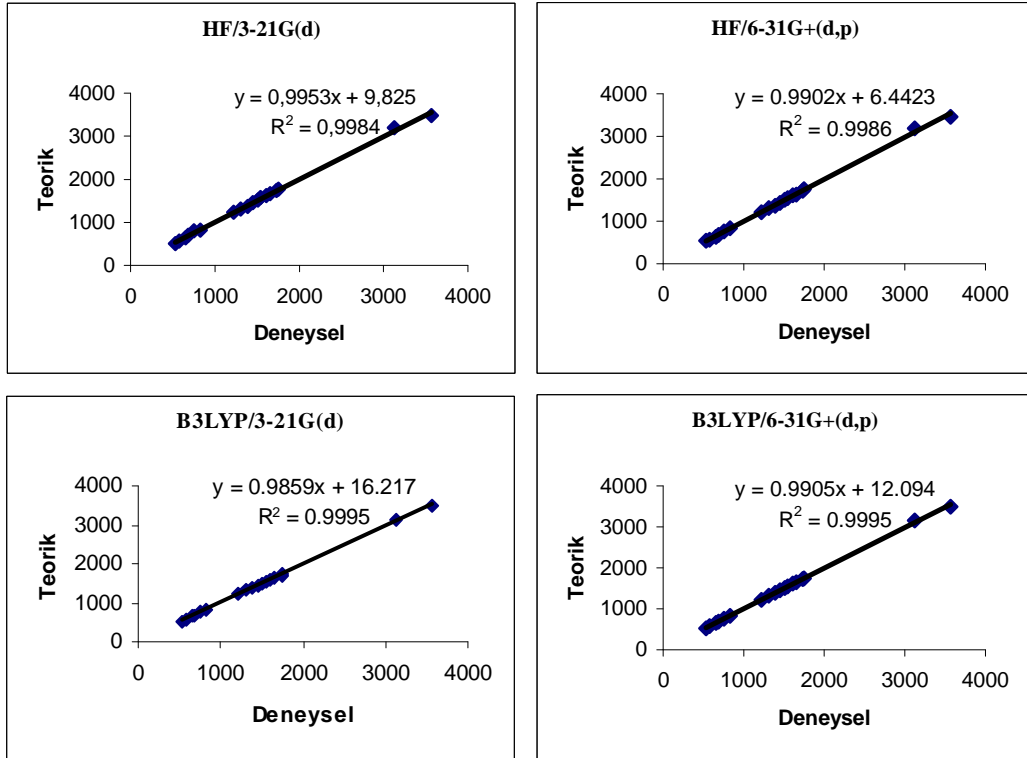 HF/3-21G(d)
y = 0,9953x + 9,825
R² = 0,9984
4000
3000
2000
1000
0
0 1000 2000 3000 4000
Teorik
Deneysel
HF/6-31G+(d,p)
y = 0.9902x + 6.4423
R² = 0.9986
4000
3000
2000
1000
0
0 1000 2000 3000 4000
Teorik
Deneysel
B3LYP/3-21G(d)
y = 0.9859x + 16.217
R² = 0.9995
4000
3000
2000
1000
0
0 1000 2000 3000 4000
Teorik
Deneysel
B3LYP/6-31G+(d,p)
y = 0.9905x + 12.094
R² = 0.9995
4000
3000
2000
1000
0
0 1000 2000 3000 4000
Teorik
Deneysel